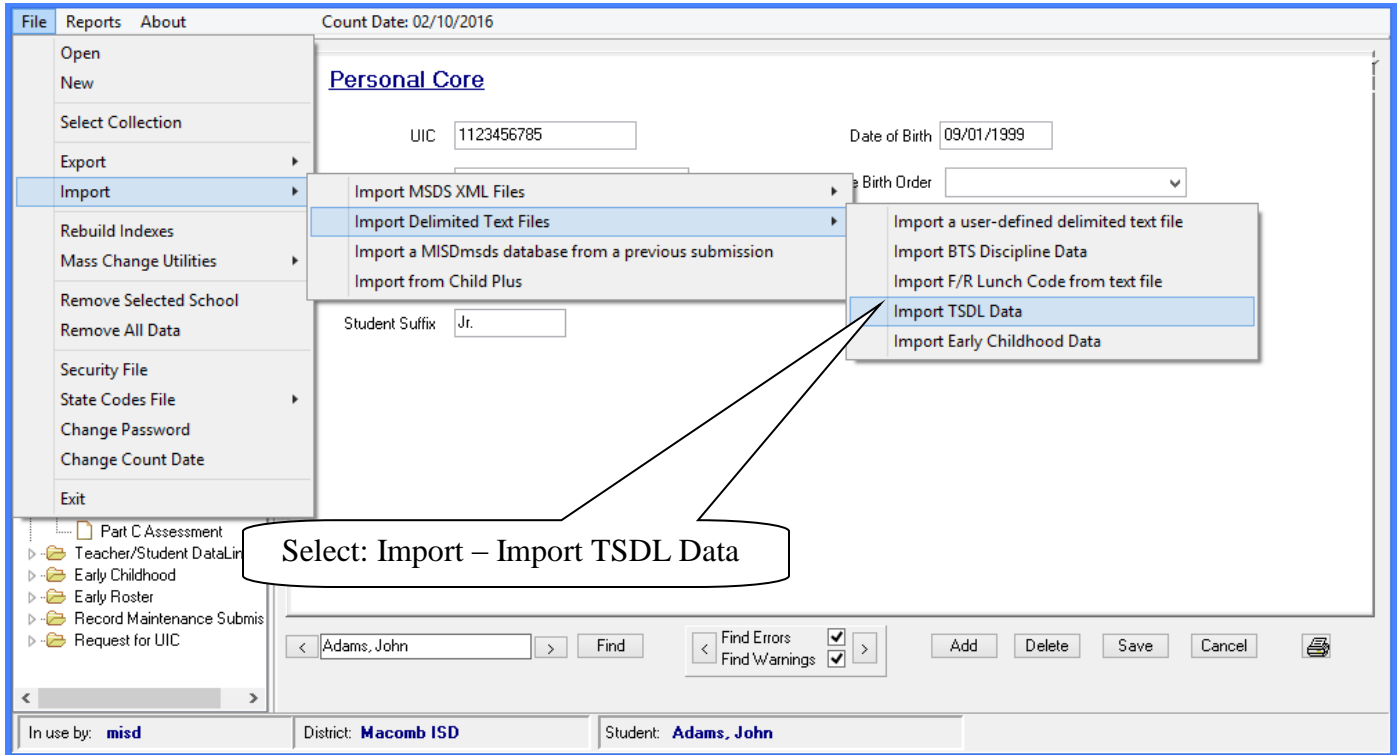 File Reports About Count Date: 02/10/2016
Open
New
Select Collection
Export
Import
Rebuild Indexes
Mass Change Utilities
Remove Selected School
Remove All Data
Security File
State Codes File
Change Password
Change Count Date
Exit
Import MSDS XML Files
Import Delimited Text Files
Import a MISDmsds database from a previous submission
Import from Child Plus
Import a user-defined delimited text file
Import BTS Discipline Data
Import F/R Lunch Code from text file
Import TSDL Data
Import Early Childhood Data
Personal Core
UIC 1123456785 Date of Birth 09/01/1999
Birth Order
Student Suffix Jr.
Select: Import – Import TSDL Data
Part C Assessment
Teacher/Student DataLin
Early Childhood
Early Roster
Record Maintenance Submis
Request for UIC
< Adams, John > Find < Find Errors > Add Delete Save Cancel
Find Warnings
In use by: misd District: Macomb ISD Student: Adams, John